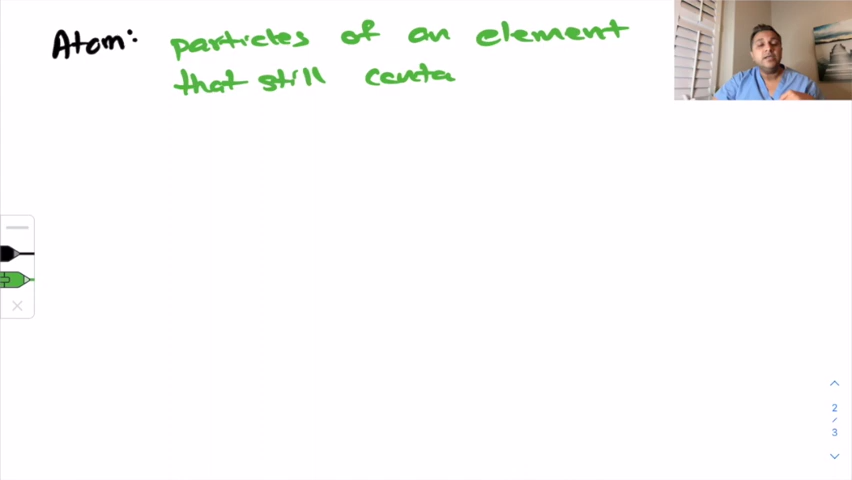 Atom: particles of an element
that still conta
2
/
3